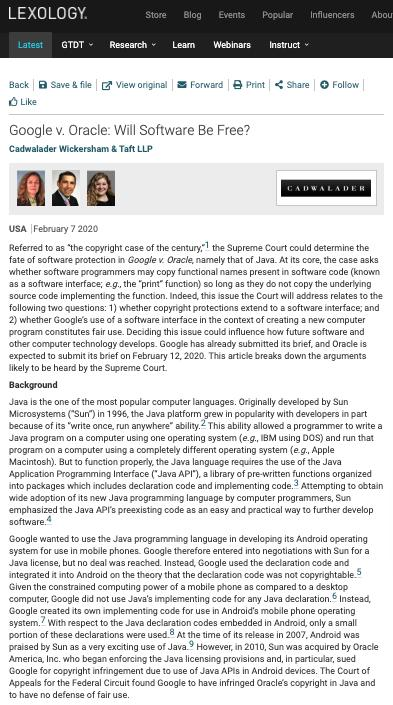 LEXOLOGY.
Store Blog Events Popular Influencers Abou
Latest GTDT Research Learn Webinars Instruct
Back Save & file View original Forward Print Share Follow
Like
Google v. Oracle: Will Software Be Free?
Cadwalader Wickersham & Taft LLP
CADWALADER
USA | February 7 2020
Referred to as “the copyright case of the century,”1 the Supreme Court could determine the
fate of software protection in Google v. Oracle, namely that of Java. At its core, the case asks
whether software programmers may copy functional names present in software code (known
as a software interface; e.g., the “print” function) so long as they do not copy the underlying
source code implementing the function. Indeed, this issue the Court will address relates to the
following two questions: 1) whether copyright protections extend to a software interface; and
2) whether Google’s use of a software interface in the context of creating a new computer
program constitutes fair use. Deciding this issue could influence how future software and
other computer technology develops. Google has already submitted its brief, and Oracle is
expected to submit its brief on February 12, 2020. This article breaks down the arguments
likely to be heard by the Supreme Court.
Background
Java is the one of the most popular computer languages. Originally developed by Sun
Microsystems (“Sun”) in 1996, the Java platform grew in popularity with developers in part
because of its “write once, run anywhere” ability.2 This ability allowed a programmer to write a
Java program on a computer using one operating system (e.g., IBM using DOS) and run that
program on a computer using a completely different operating system (e.g., Apple
Macintosh). But to function properly, the Java language requires the use of the Java
Application Programming Interface (“Java API”), a library of pre-written functions organized
into packages which includes declaration code and implementing code.3 Attempting to obtain
wide adoption of its new Java programming language by computer programmers, Sun
emphasized the Java API’s preexisting code as an easy and practical way to further develop
software.4
Google wanted to use the Java programming language in developing its Android operating
system for use in mobile phones. Google therefore entered into negotiations with Sun for a
Java license, but no deal was reached. Instead, Google used the declaration code and
integrated it into Android on the theory that the declaration code was not copyrightable.5
Given the constrained computing power of a mobile phone as compared to a desktop
computer, Google did not use Java’s implementing code for any Java declaration.6 Instead,
Google created its own implementing code for use in Android’s mobile phone operating
system.7 With respect to the Java declarations embedded in Android, only a small
portion of these declarations were used.8 At the time of its release in 2007, Android was
praised by Sun as a very exciting use of Java.9 However, in 2010, Sun was acquired by Oracle
America, Inc. who began enforcing the Java licensing provisions and, in particular, sued
Google for copyright infringement due to use of Java APIs in Android devices. The Court of
Appeals for the Federal Circuit found Google to have infringed Oracle’s copyright in Java and
to have no defense of fair use.